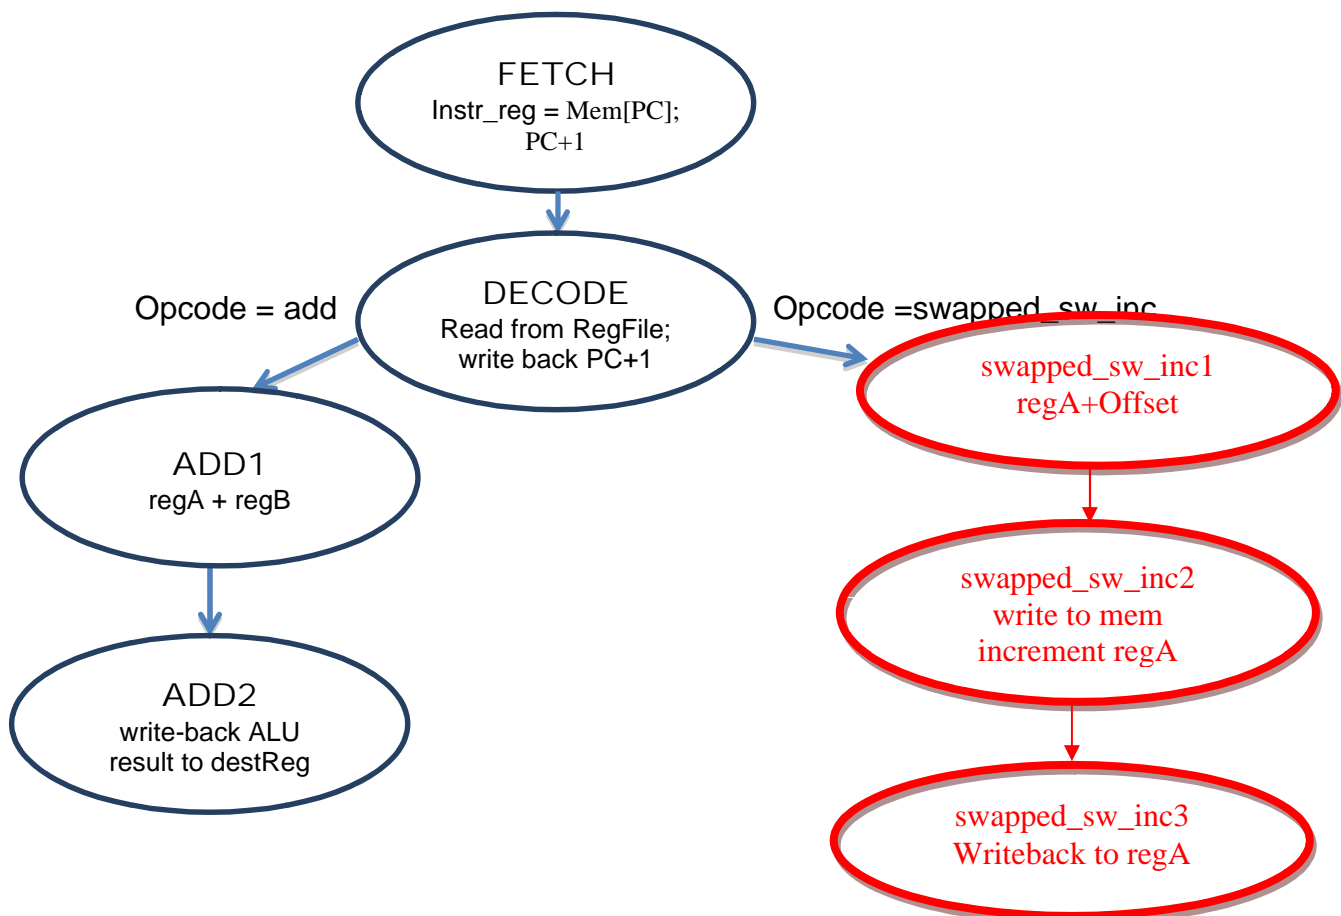 FETCH
Instr_reg = Mem[PC];
PC+1
DECODE
Read from RegFile;
write back PC+1
Opcode = add
Opcode =swapped_sw_inc
ADD1
regA + regB
ADD2
write-back ALU
result to destReg
swapped_sw_inc1
regA+Offset
swapped_sw_inc2
write to mem
increment regA
swapped_sw_inc3
Writeback to regA